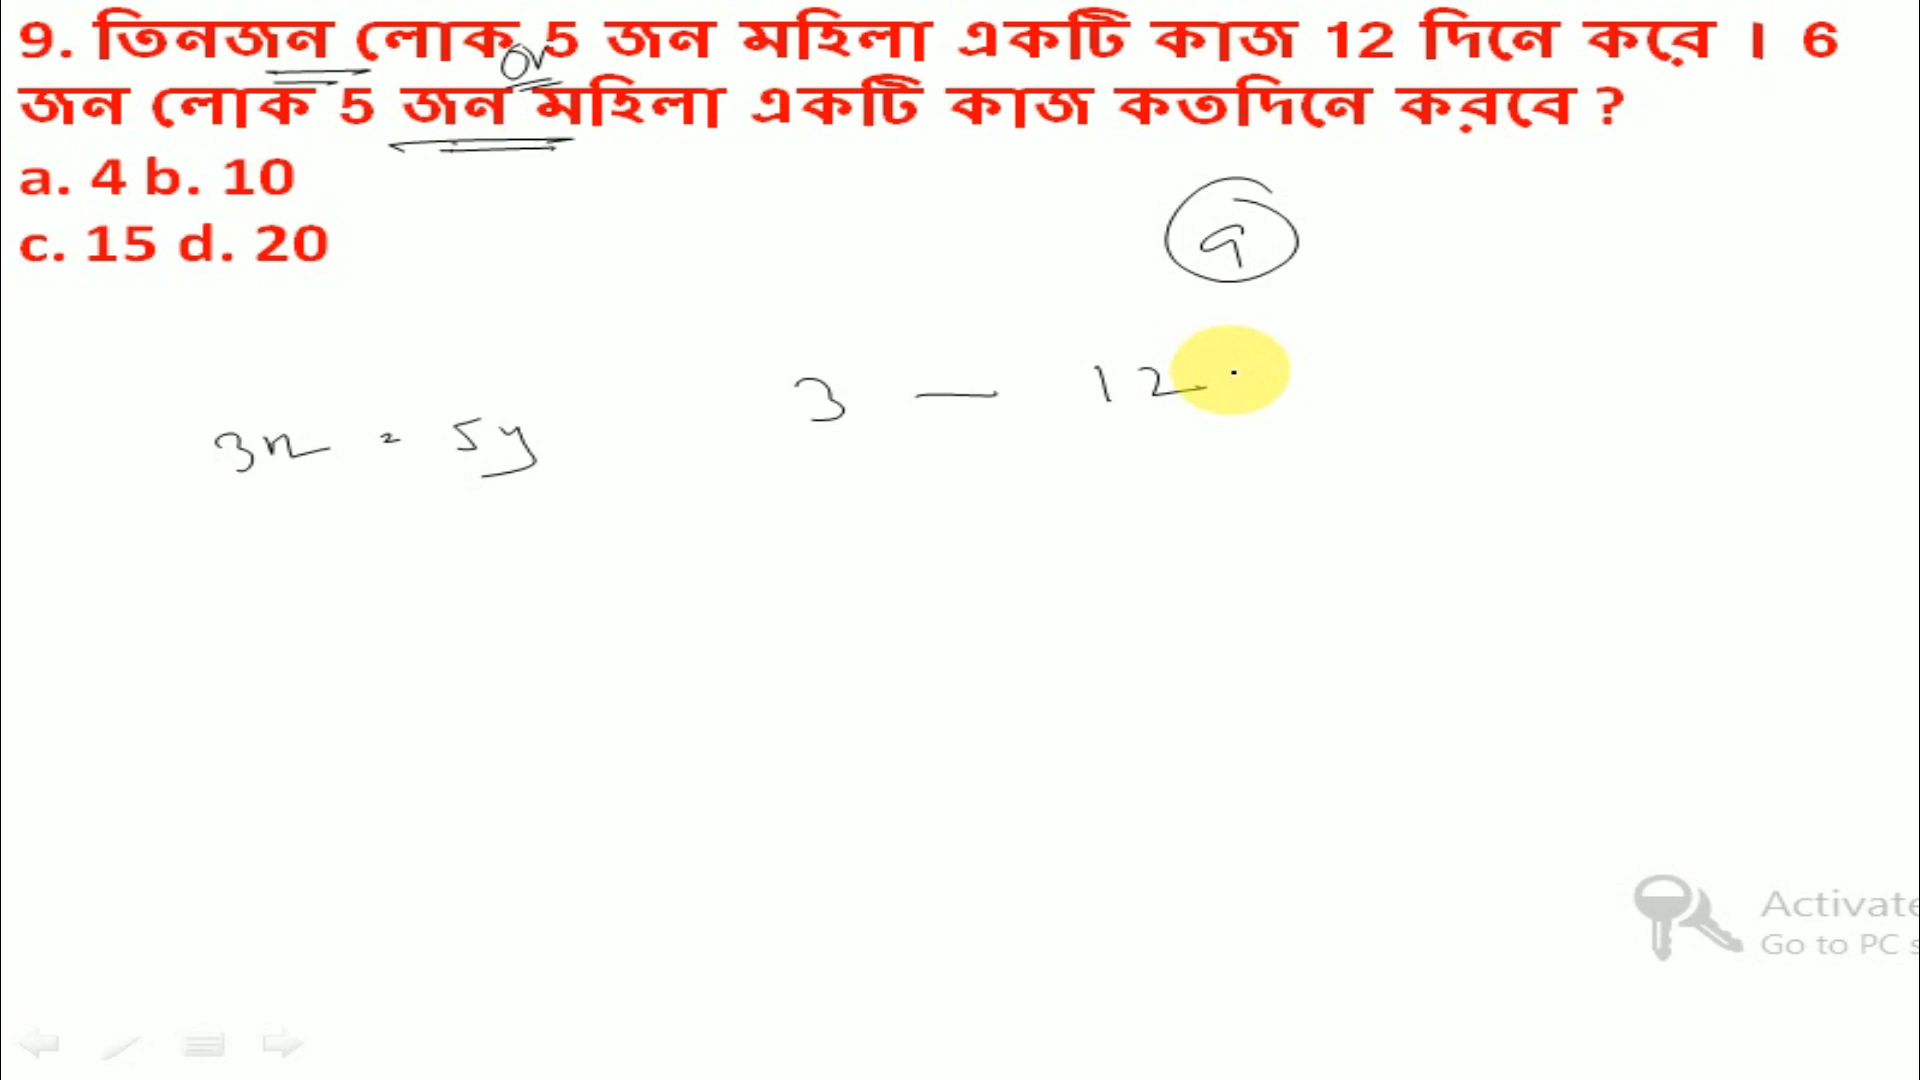 9. তিনজন লোক 5 জন মহিলা একটি কাজ 12 দিনে করে । 6
or
জন লোক 5 জন মহিলা একটি কাজ কতদিনে করবে ?
a. 4 b. 10
c. 15 d. 20
3 — 12
3x = 5y
Activate
Go to PC s